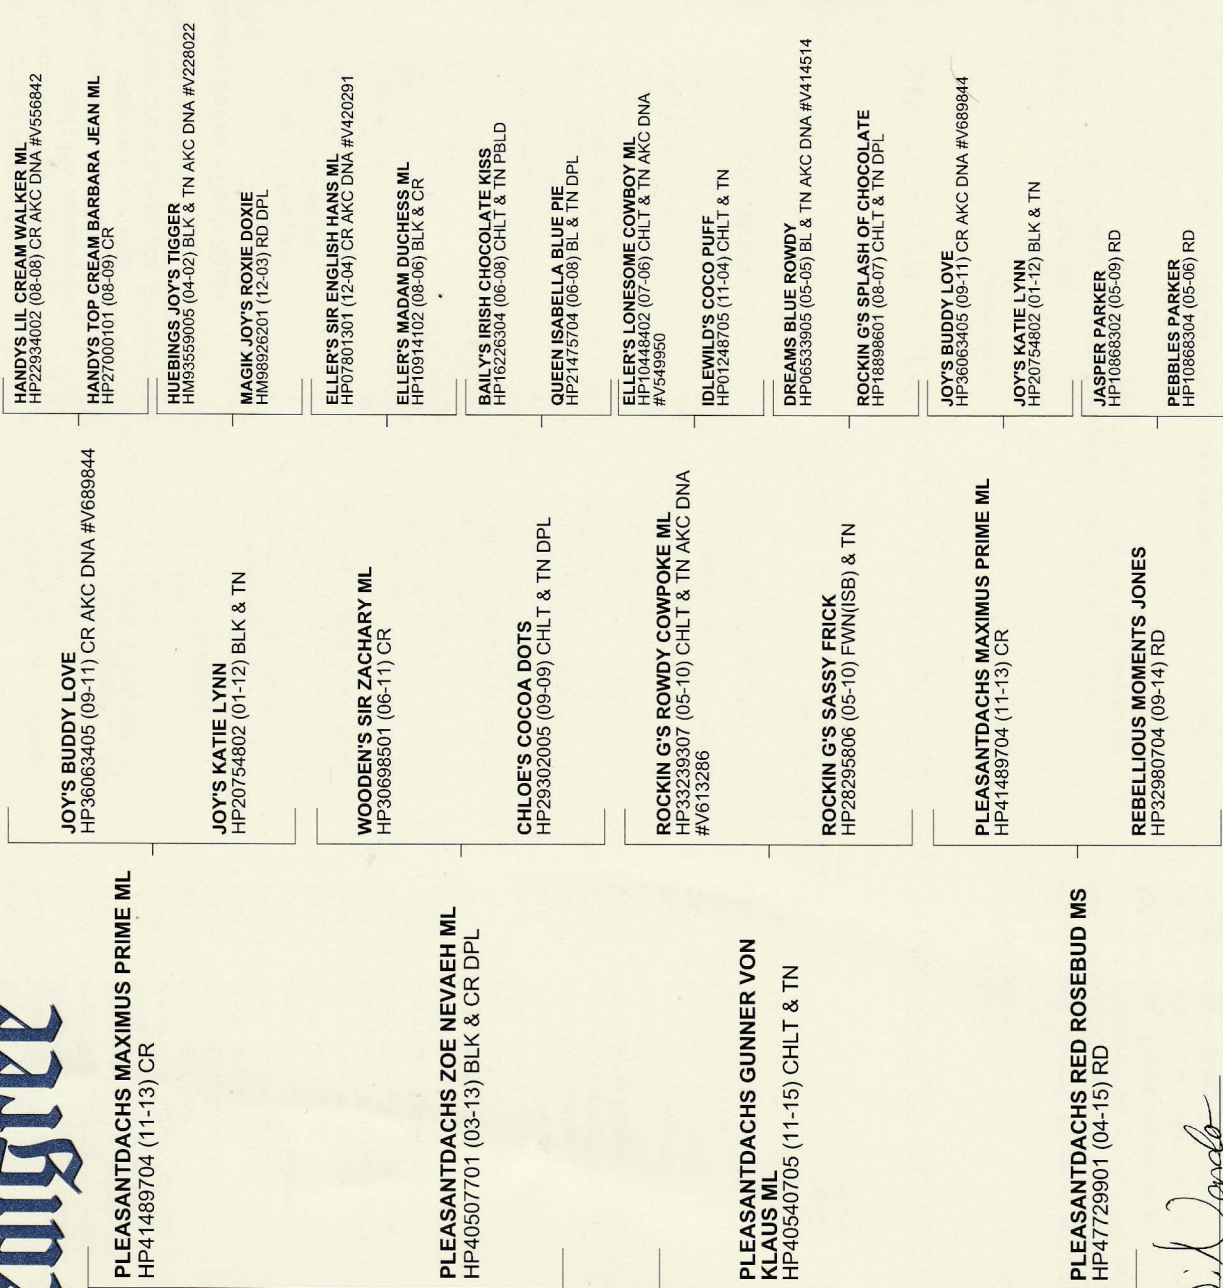 PLEASANTDACHS MAXIMUS PRIME ML
HP41489704 (11-13) CR
PLEASANTDACHS ZOE NEVAEH ML
HP40507701 (03-13) BLK & CR DPL
PLEASANTDACHS GUNNER VON
KLAUS ML
HP40540705 (11-15) CHLT & TN
PLEASANTDACHS RED ROSEBUD MS
HP47729901 (04-15) RD
JOY'S BUDDY LOVE
HP36063405 (09-11) CR AKC DNA #V689844
JOY'S KATIE LYNN
HP20754802 (01-12) BLK & TN
WOODEN'S SIR ZACHARY ML
HP30698501 (06-11) CR
CHLOE'S COCOA DOTS
HP29302005 (09-09) CHLT & TN DPL
ROCKIN G'S ROWDY COWPOKE ML
HP33239307 (05-10) CHLT & TN AKC DNA
#V613286
ROCKIN G'S SASSY FRICK
HP28295806 (05-10) FWN(ISB) & TN
PLEASANTDACHS MAXIMUS PRIME ML
HP41489704 (11-13) CR
REBELLIOUS MOMENTS JONES
HP32980704 (09-14) RD
HANDYS LIL CREAM WALKER ML
HP22934002 (08-08) CR AKC DNA #V556842
HANDYS TOP CREAM BARBARA JEAN ML
HP27000101 (08-09) CR
HUEBINGS JOY'S TIGGER
HM93559005 (04-02) BLK & TN AKC DNA #V228022
MAGIK JOY'S ROXIE DOXIE
HM98926201 (12-03) RD DPL
ELLER'S SIR ENGLISH HANS ML
HP07801301 (12-04) CR AKC DNA #V420291
ELLER'S MADAM DUCHESS ML
HP10914102 (08-06) BLK & CR
BAILY'S IRISH CHOCOLATE KISS
HP16226304 (06-08) CHLT & TN PBLD
QUEEN ISABELLA BLUE PIE
HP21475704 (06-08) BL & TN DPL
ELLER'S LONESOME COWBOY ML
HP10448402 (07-06) CHLT & TN AKC DNA
#V549950
IDLEWILD'S COCO PUFF
HP01248705 (11-04) CHLT & TN
DREAMS BLUE ROWDY
HP06533905 (05-05) BL & TN AKC DNA #V414514
ROCKIN G'S SPLASH OF CHOCOLATE
HP18898601 (08-07) CHLT & TN DPL
JOY'S BUDDY LOVE
HP36063405 (09-11) CR AKC DNA #V689844
JOY'S KATIE LYNN
HP20754802 (01-12) BLK & TN
JASPER PARKER
HP10868302 (05-09) RD
PEBBLES PARKER
HP10868304 (05-06) RD